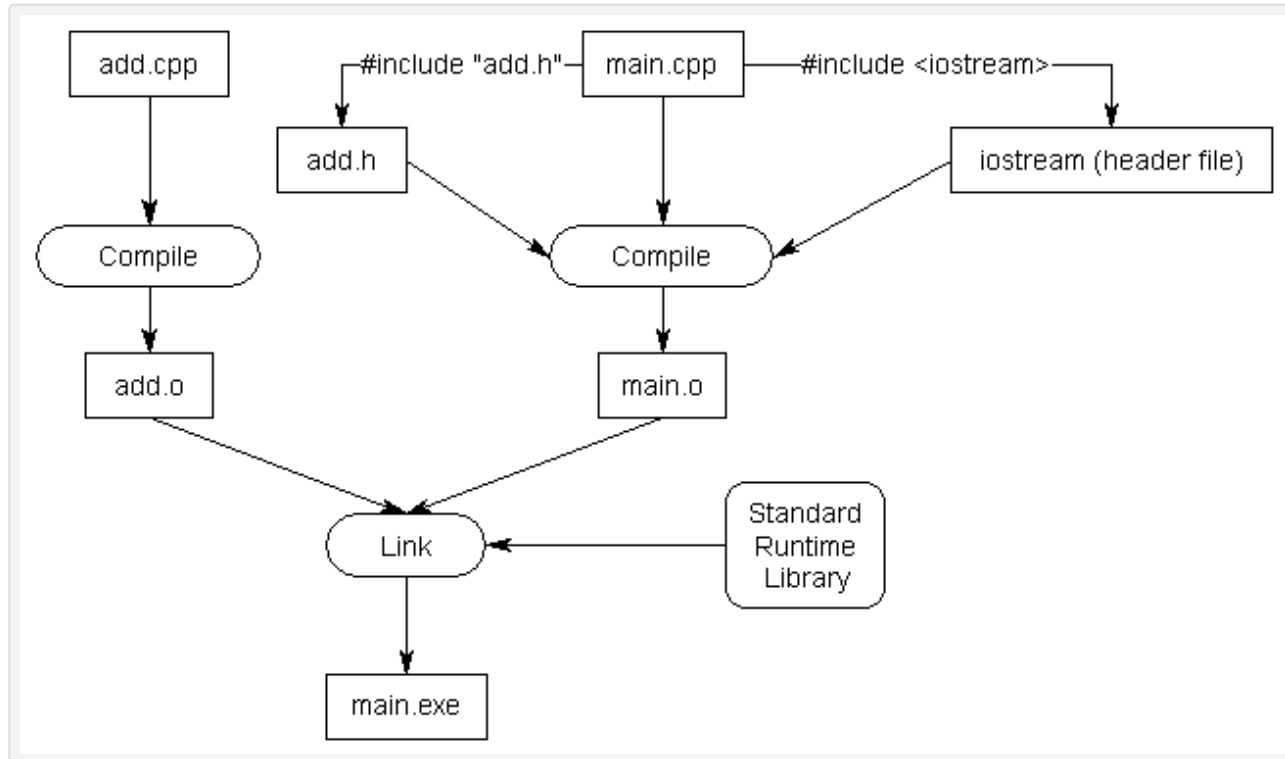 add.cpp
#include "add.h"
main.cpp
#include <iostream>
add.h
iostream (header file)
Compile
Compile
add.o
main.o
Link
Standard
Runtime
Library
main.exe